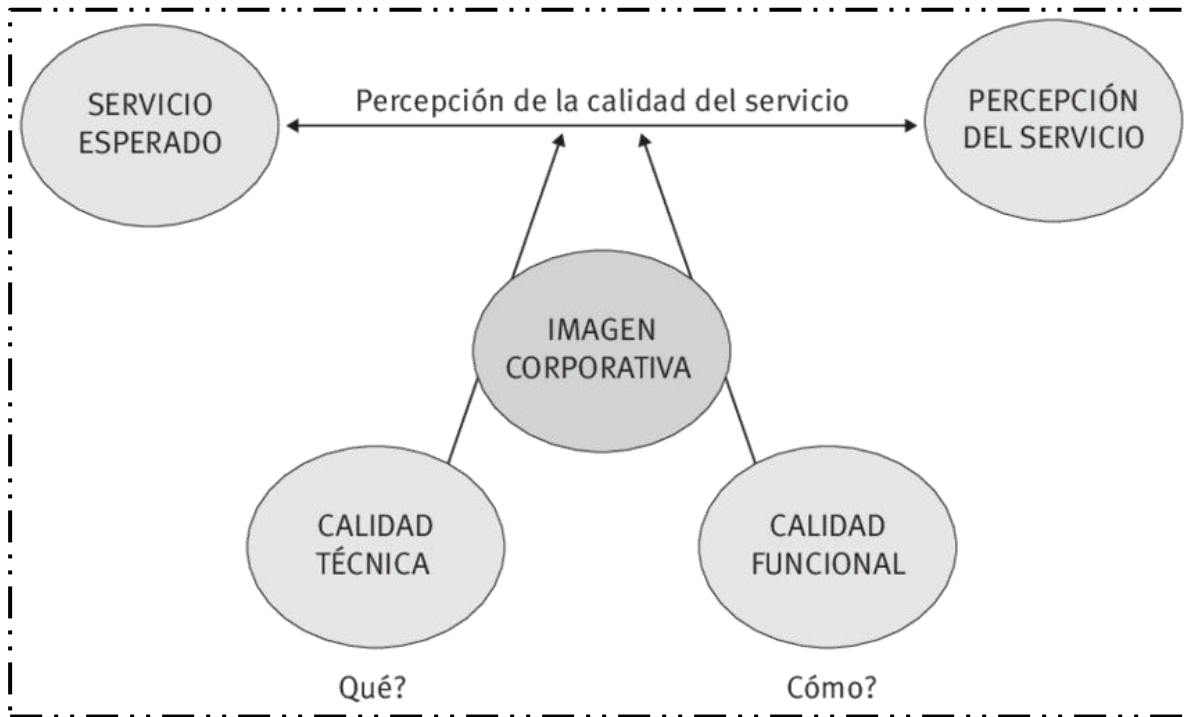 SERVICIO
ESPERADO
Percepción de la calidad del servicio
PERCEPCIÓN
DEL SERVICIO
IMAGEN
CORPORATIVA
CALIDAD
TÉCNICA
CALIDAD
FUNCIONAL
Qué?
Cómo?